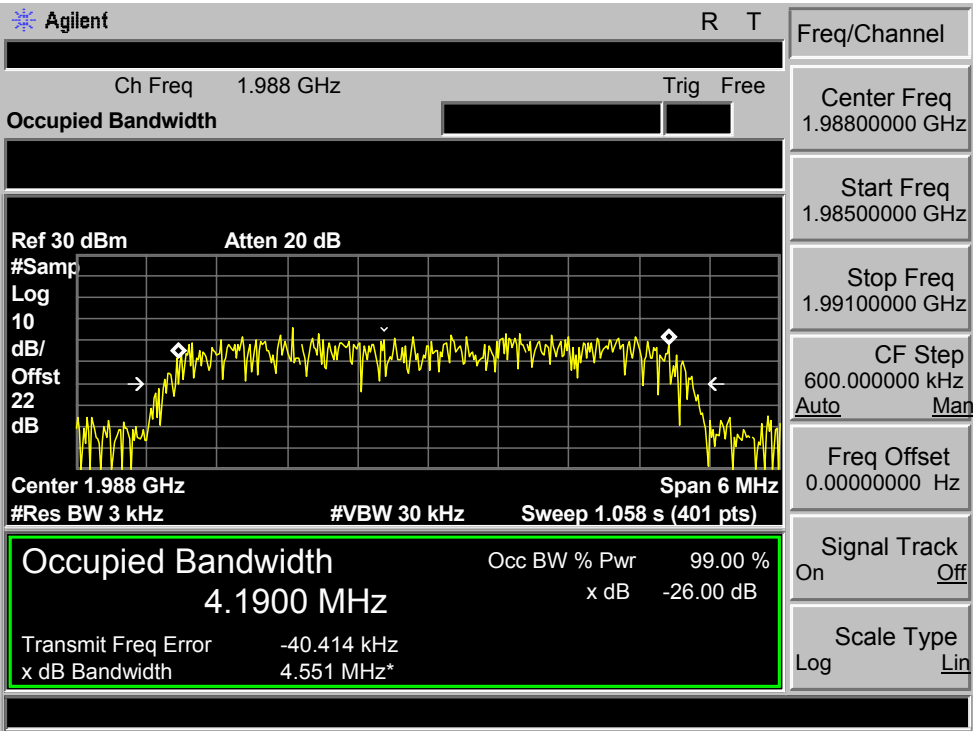 Agilent R T
Ch Freq 1.988 GHz Trig Free
Occupied Bandwidth
Ref 30 dBm Atten 20 dB
#Samp
Log
10
dB/
Offst
22
dB
Center 1.988 GHz Span 6 MHz
#Res BW 3 kHz #VBW 30 kHz Sweep 1.058 s (401 pts)
Occupied Bandwidth
4.1900 MHz
Occ BW % Pwr 99.00 %
x dB -26.00 dB
Transmit Freq Error -40.414 kHz
x dB Bandwidth 4.551 MHz*
Freq/Channel
Center Freq
1.98800000 GHz
Start Freq
1.98500000 GHz
Stop Freq
1.99100000 GHz
CF Step
600.000000 kHz
Auto Man
Freq Offset
0.00000000 Hz
Signal Track
On Off
Scale Type
Log Lin